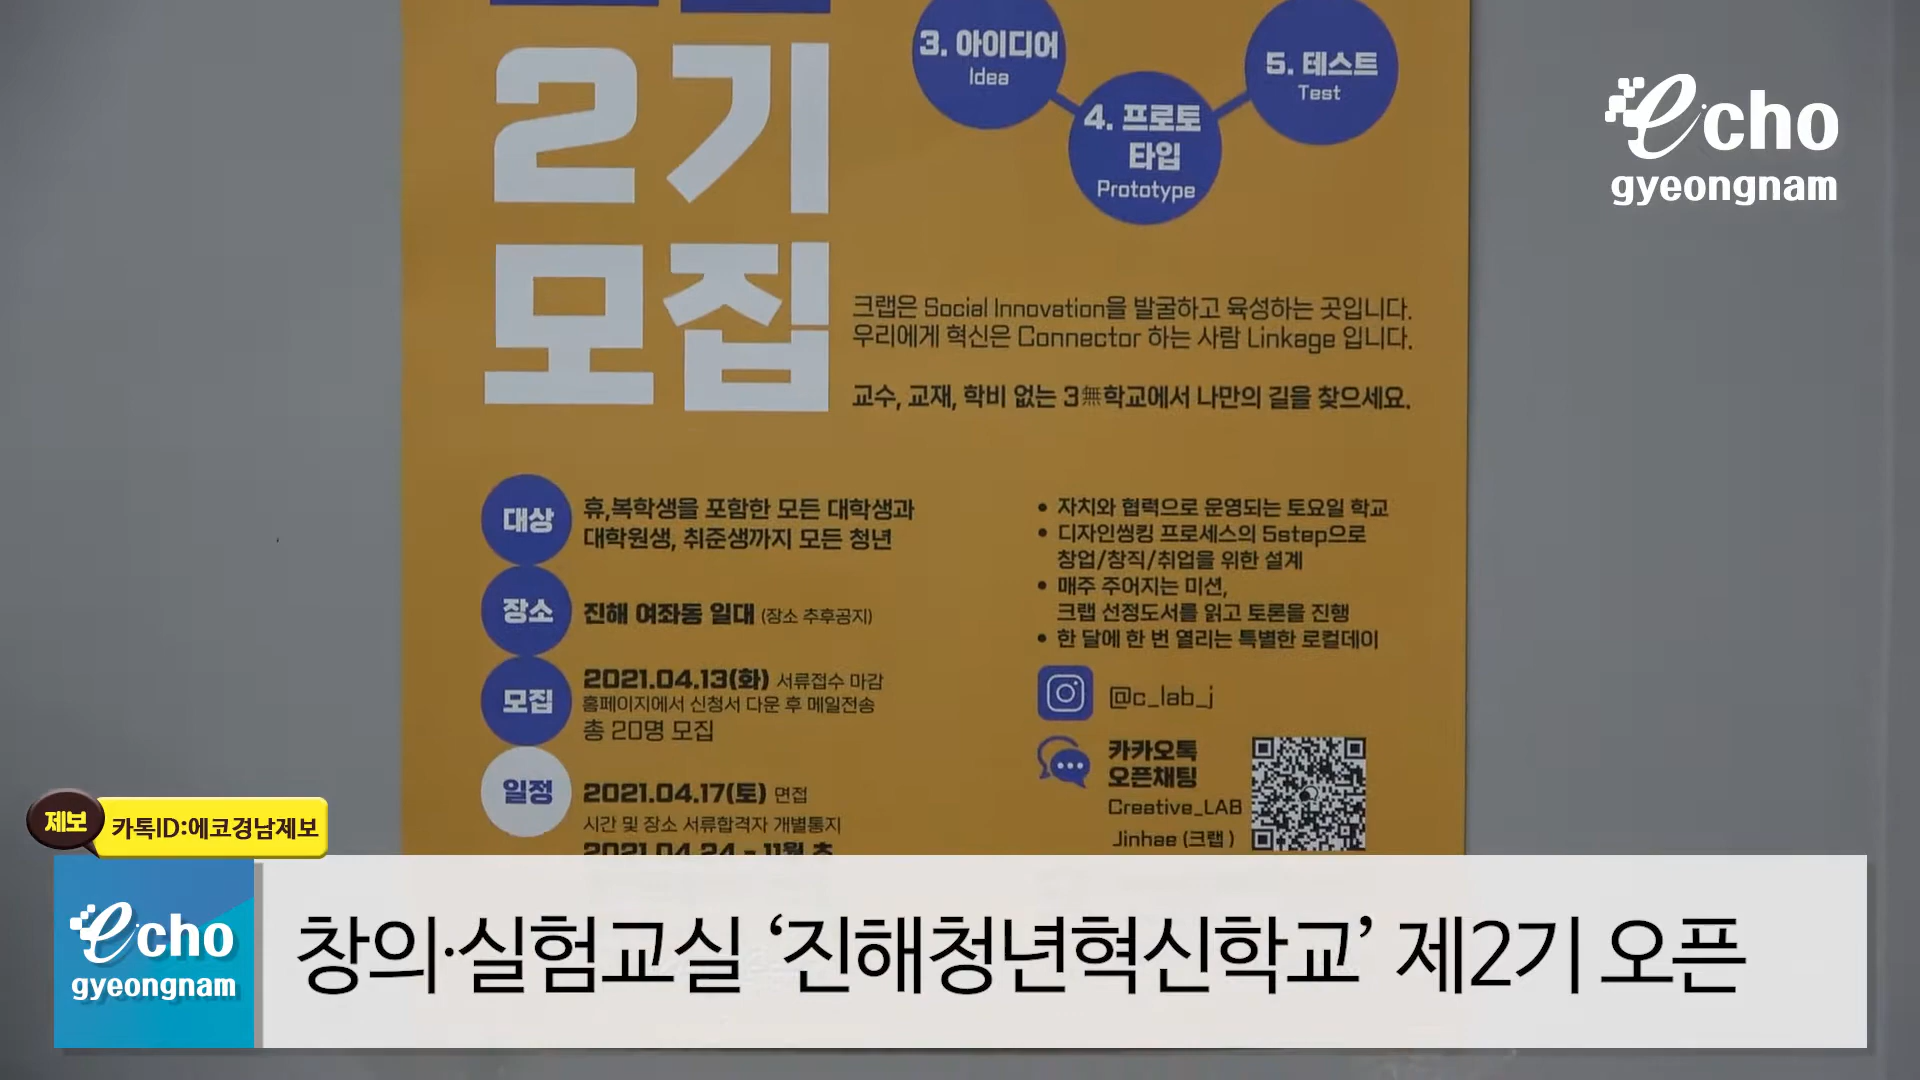 2기
모집
3. 아이디어
Idea
4. 프로토
타입
Prototype
5. 테스트
Test
echo
gyeongnam
크랩은 Social Innovation을 발굴하고 육성하는 곳입니다.
우리에게 혁신은 Connector 하는 사람 Linkage 입니다.
교수, 교재, 학비 없는 3無학교에서 나만의 길을 찾으세요.
대상
휴,복학생을 포함한 모든 대학생과
대학원생, 취준생까지 모든 청년
장소
진해 여좌동 일대 (장소 추후공지)
모집
2021.04.13(화) 서류접수 마감
홈페이지에서 신청서 다운 후 메일전송
총 20명 모집
일정
2021.04.17(토) 면접
시간 및 장소 서류합격자 개별통지
2021.04.24 - 11월 초
• 자치와 협력으로 운영되는 토요일 학교
• 디자인씽킹 프로세스의 5step으로
창업/창직/취업을 위한 설계
• 매주 주어지는 미션,
크랩 선정도서를 읽고 토론을 진행
• 한 달에 한 번 열리는 특별한 로컬데이
@c_lab_j
카카오톡
오픈채팅
Creative_LAB
Jinhae (크랩)
제보
카톡ID:에코경남제보
echo
gyeongnam
창의·실험교실 ‘진해청년혁신학교’ 제2기 오픈